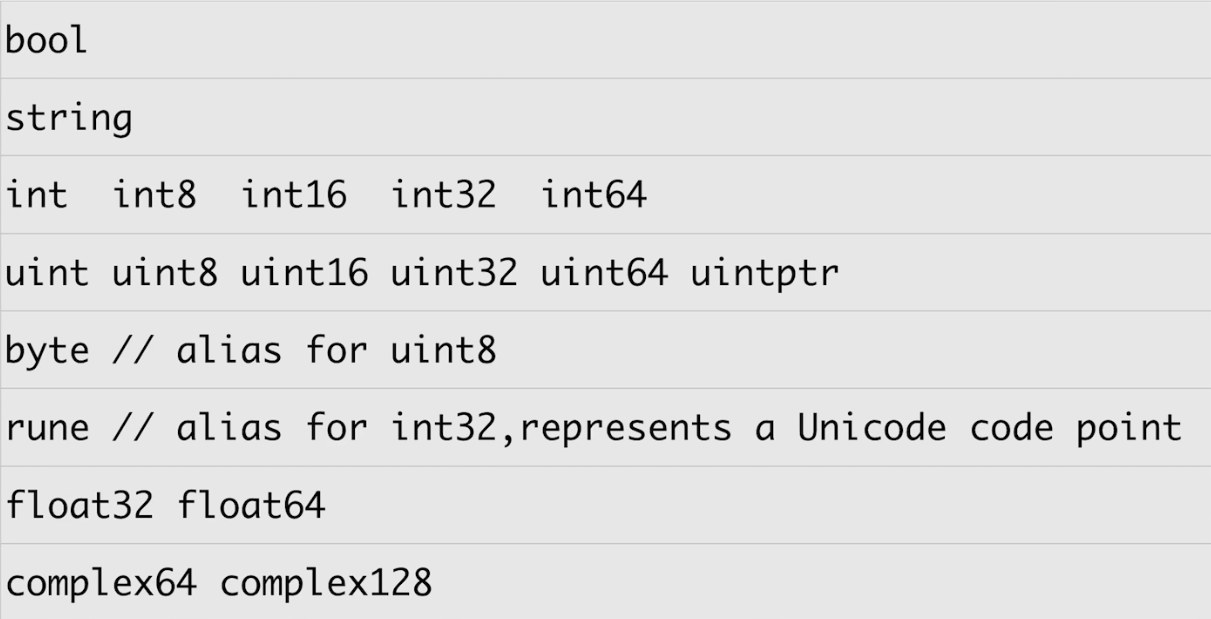 bool
string
int  int8  int16  int32  int64
uint uint8 uint16 uint32 uint64 uintptr
byte // alias for uint8
rune // alias for int32,represents a Unicode code point
float32 float64
complex64 complex128